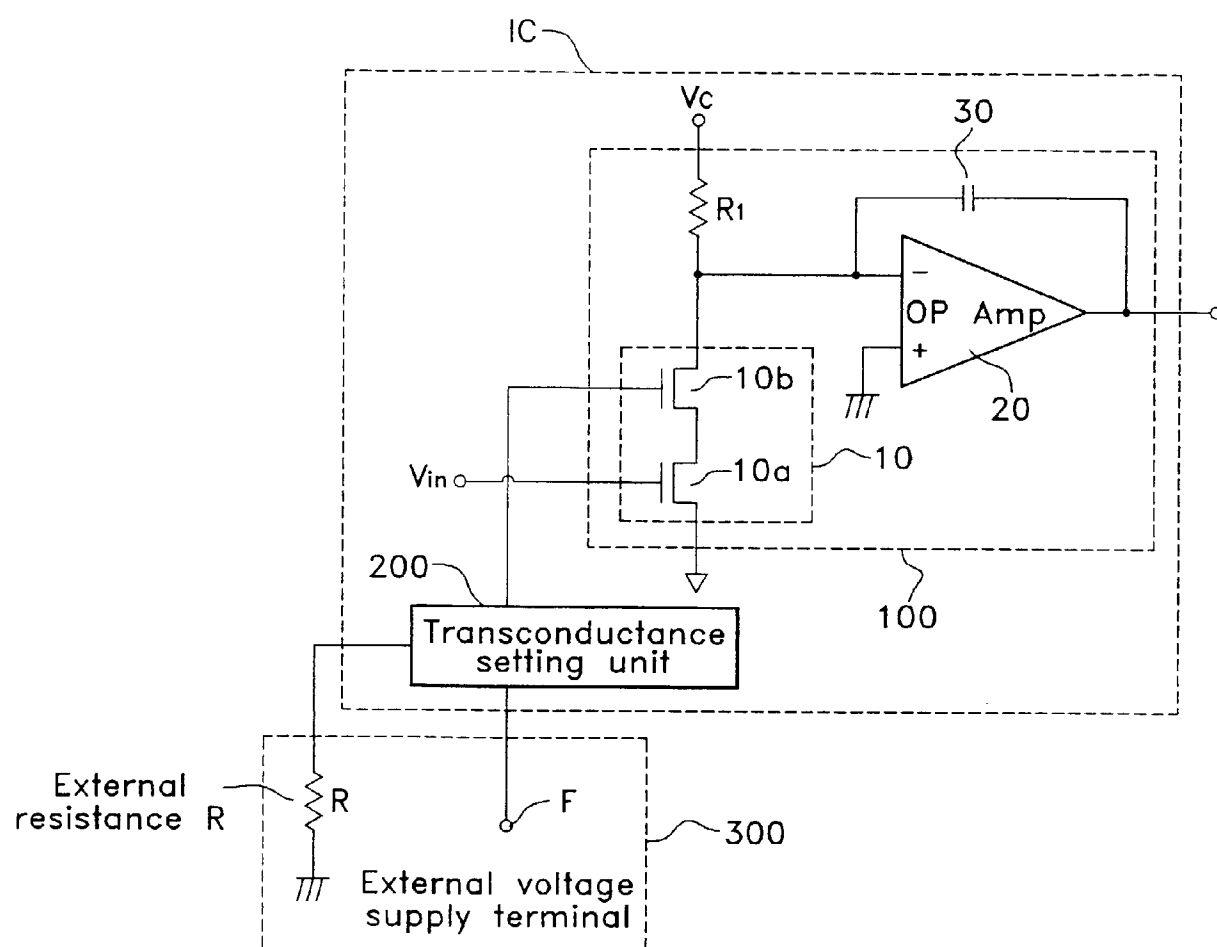 IC
Vc
30
R1
−
OP Amp
+
20
10b
10
Vin
10a
200
100
Transconductance
setting unit
External
resistance R
R
F
300
External voltage
supply terminal